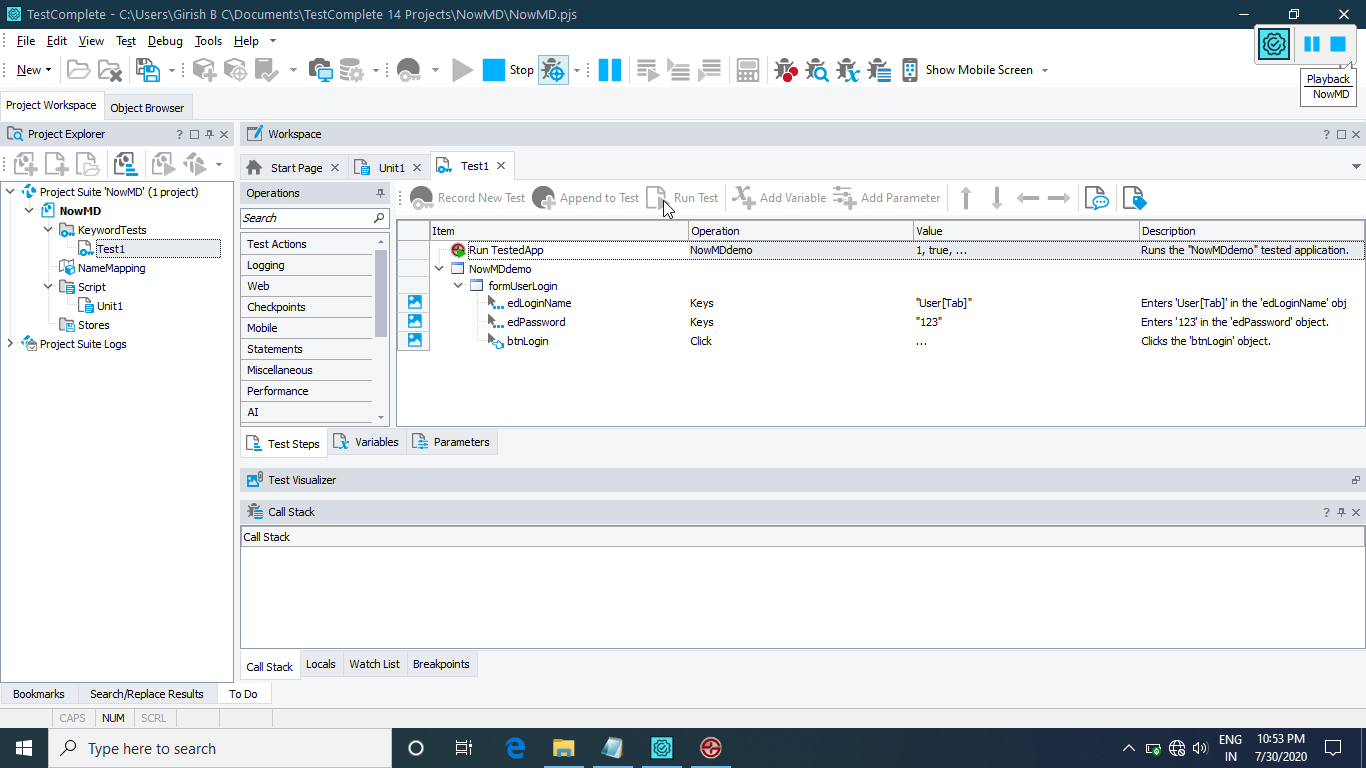 TestComplete - C:\Users\Girish B C\Documents\TestComplete 14 Projects\NowMD\NowMD.pjs
File Edit View Test Debug Tools Help
New Stop Show Mobile Screen
Playback
NowMD
Project Workspace Object Browser
Project Explorer ?
Workspace ?
Start Page Unit1 Test1
Project Suite 'NowMD' (1 project)
NowMD
KeywordTests
Test1
NameMapping
Script
Unit1
Stores
Project Suite Logs
Operations
Search
Test Actions
Logging
Web
Checkpoints
Mobile
Statements
Miscellaneous
Performance
AI
Record New Test Append to Test Run Test Add Variable Add Parameter
Item Operation Value Description
Run TestedApp NowMDdemo 1, true, ... Runs the "NowMDdemo" tested application.
NowMDdemo
formUserLogin
edLoginName Keys "User[Tab]" Enters 'User[Tab]' in the 'edLoginName' obj
edPassword Keys "123" Enters '123' in the 'edPassword' object.
btnLogin Click ... Clicks the 'btnLogin' object.
Test Steps Variables Parameters
Test Visualizer
Call Stack ?
Call Stack
Call Stack Locals Watch List Breakpoints
Bookmarks Search/Replace Results To Do
CAPS NUM SCRL
Type here to search
ENG
IN
10:53 PM
7/30/2020